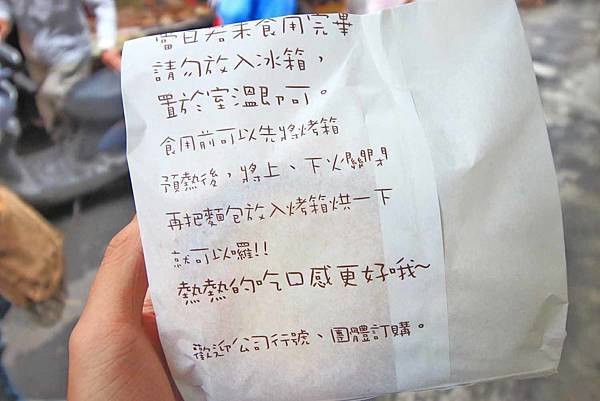 當日若未食用完畢
請勿放入冰箱，
置於室溫即可。
食用前可以先將烤箱
預熱後，將上、下火關閉
再把麵包放入烤箱烘一下
就可以囉!!
熱熱的吃口感更好哦~
歡迎公司行號、團體訂購。